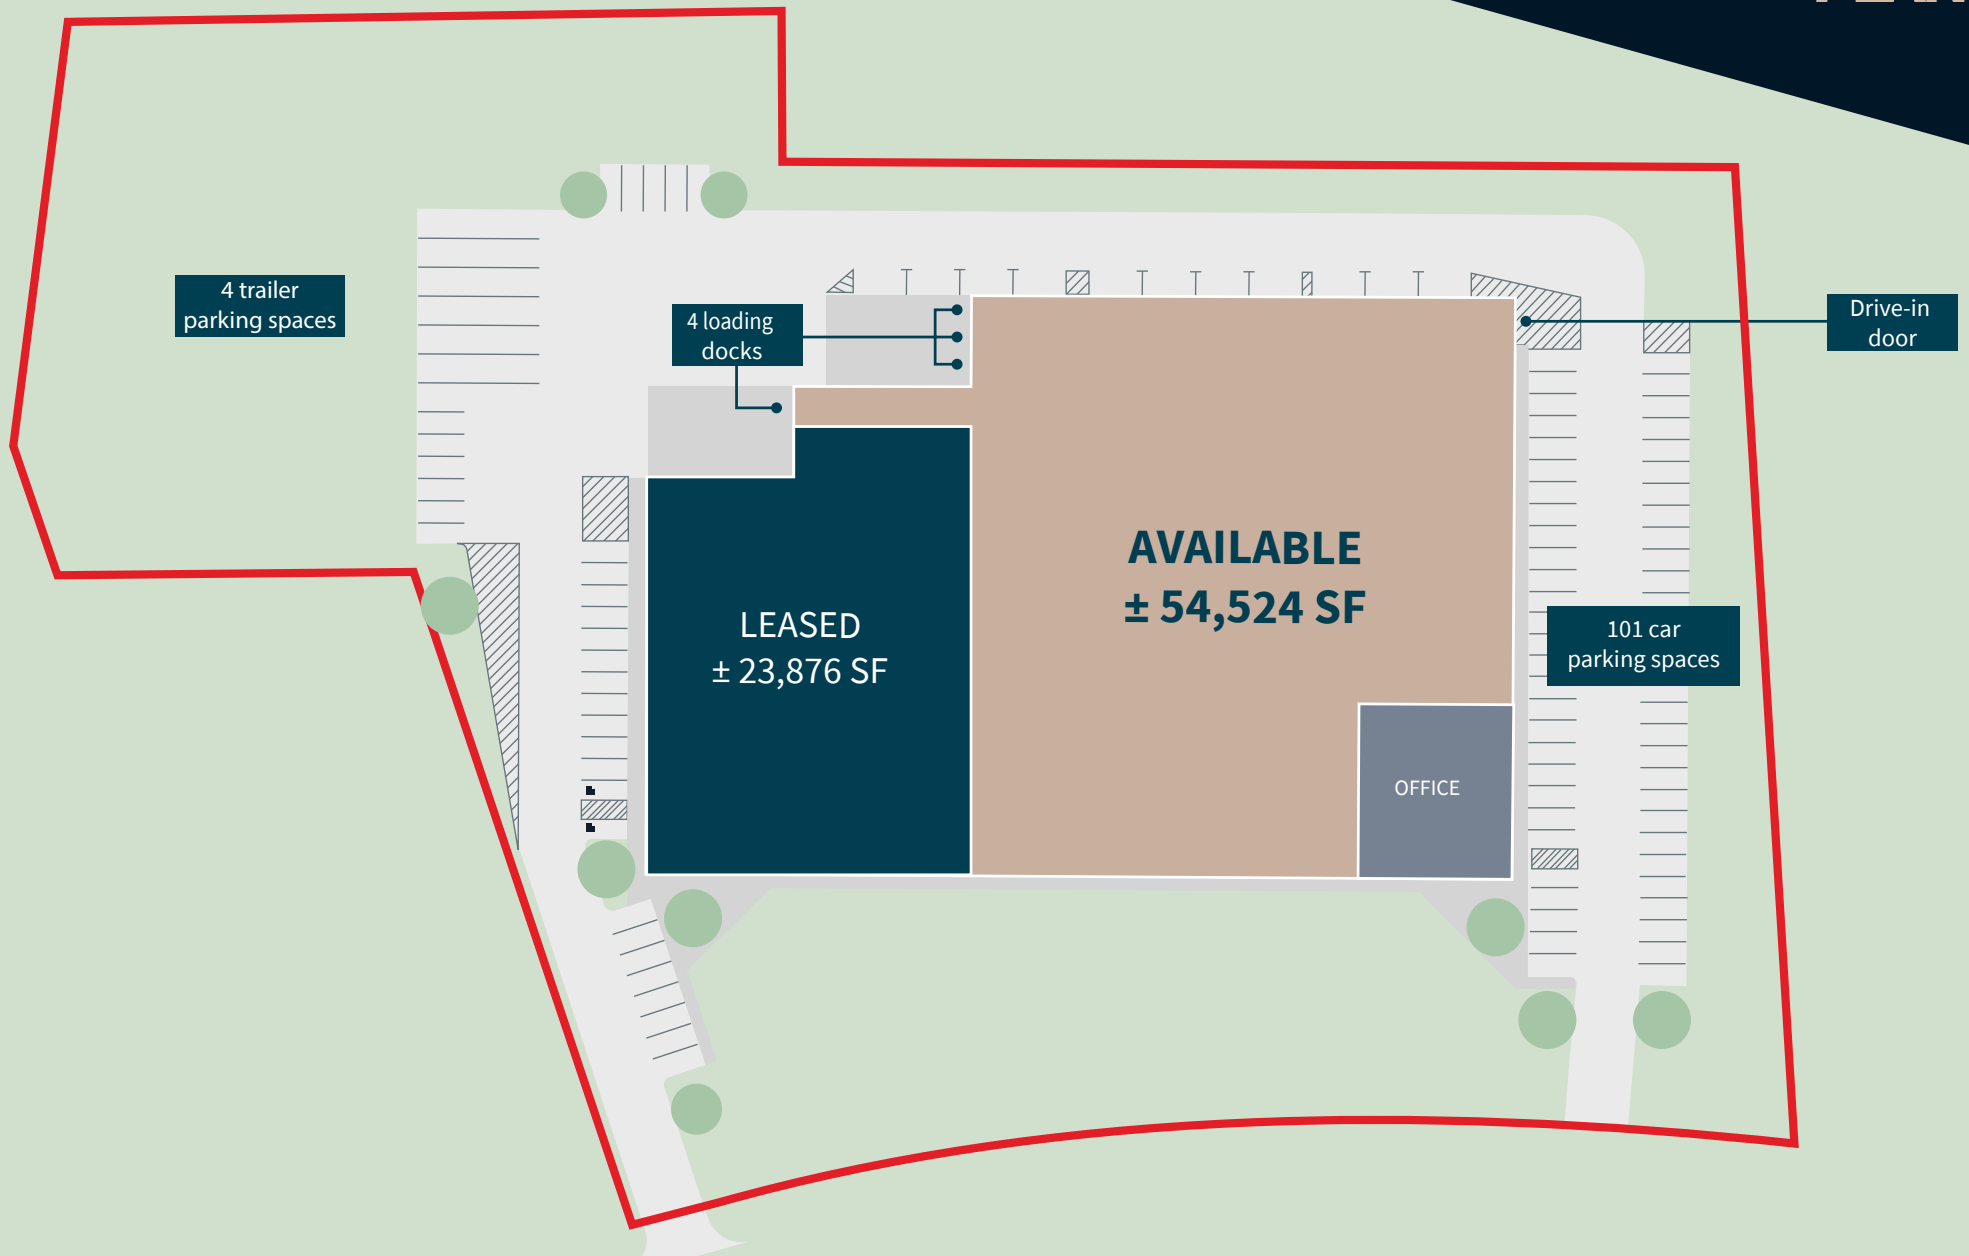 4 trailer
parking spaces
4 loading
docks
Drive-in
door
AVAILABLE
± 54,524 SF
LEASED
± 23,876 SF
101 car
parking spaces
OFFICE